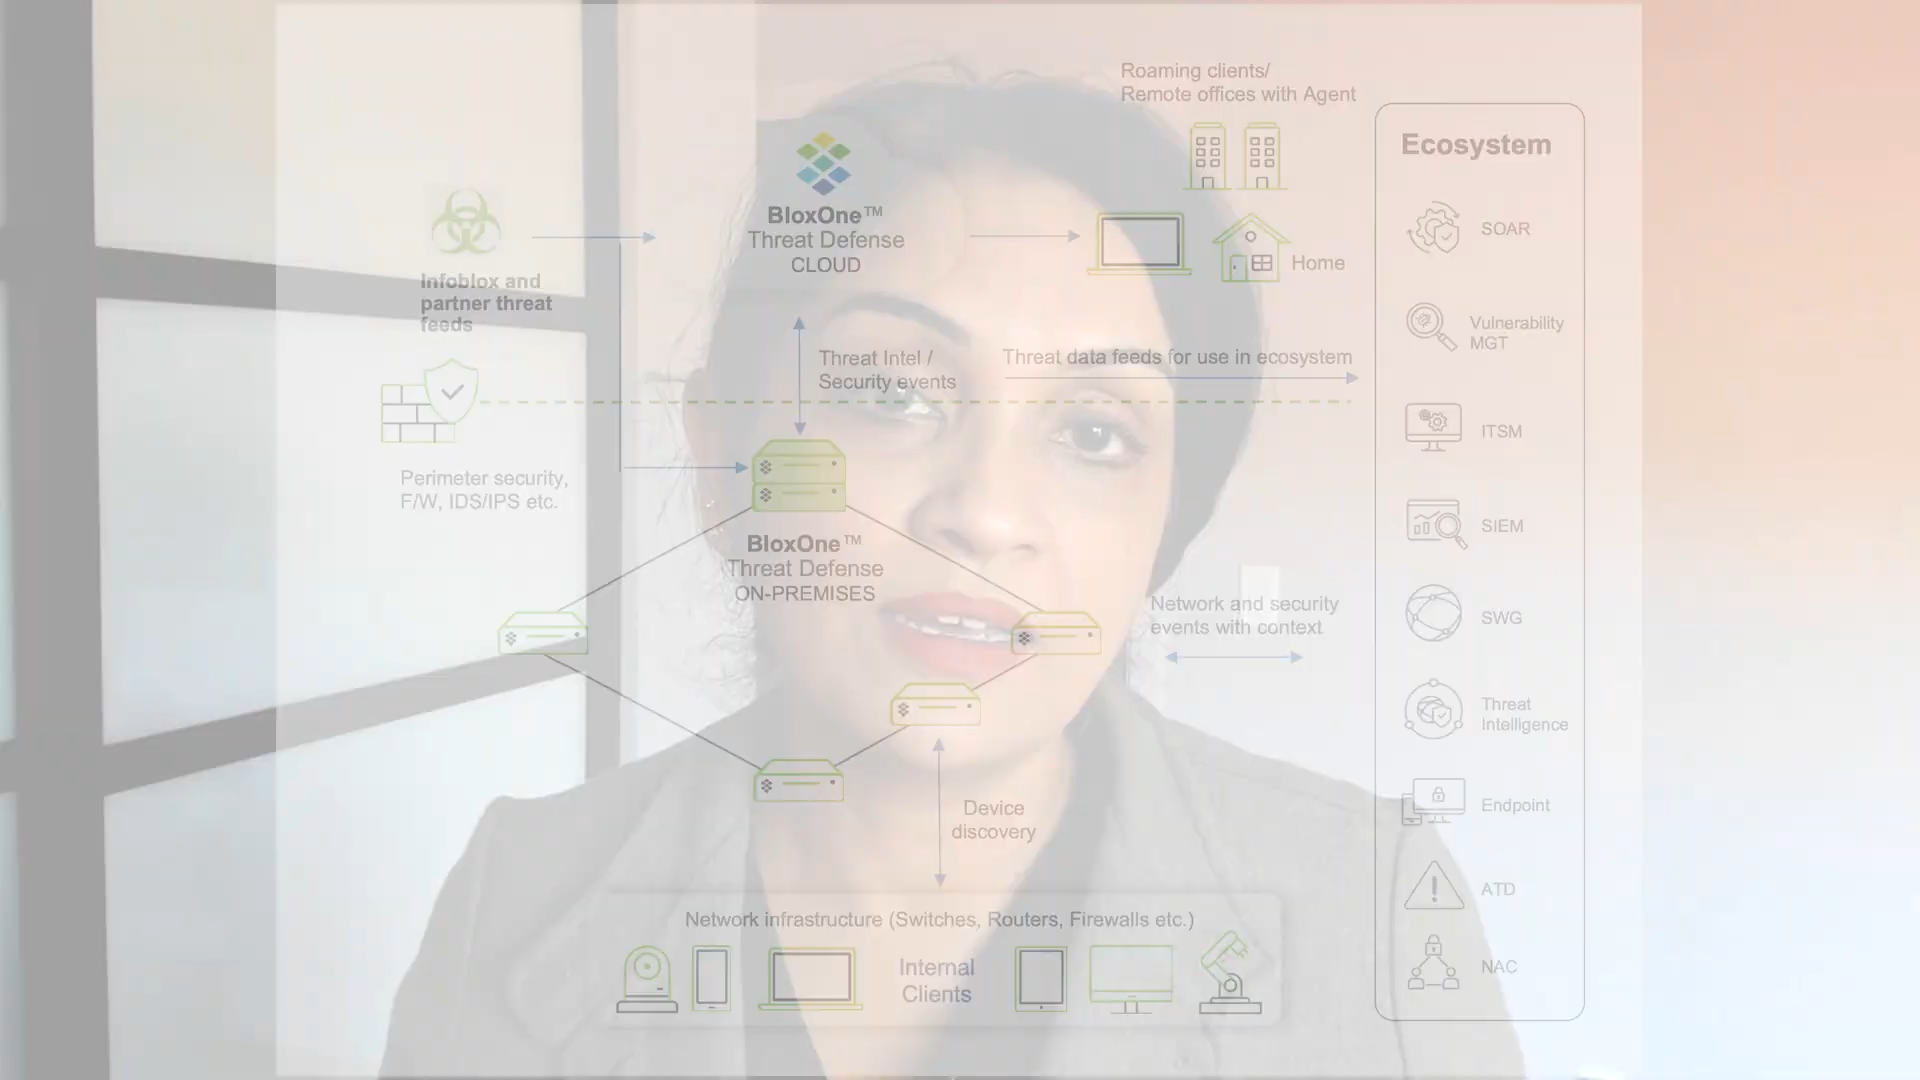 Roaming clients/
Remote offices with Agent
Ecosystem
SOAR
BloxOne™
Threat Defense
CLOUD
Home
Infoblox and
partner threat
feeds
Vulnerability
MGT
Threat Intel /
Security events
Threat data feeds for use in ecosystem
ITSM
Perimeter security,
F/W, IDS/IPS etc.
SIEM
BloxOne™
Threat Defense
ON-PREMISES
Network and security
events with context
SWG
Threat
Intelligence
Device
discovery
Endpoint
ATD
Network infrastructure (Switches, Routers, Firewalls etc.)
Internal
Clients
NAC